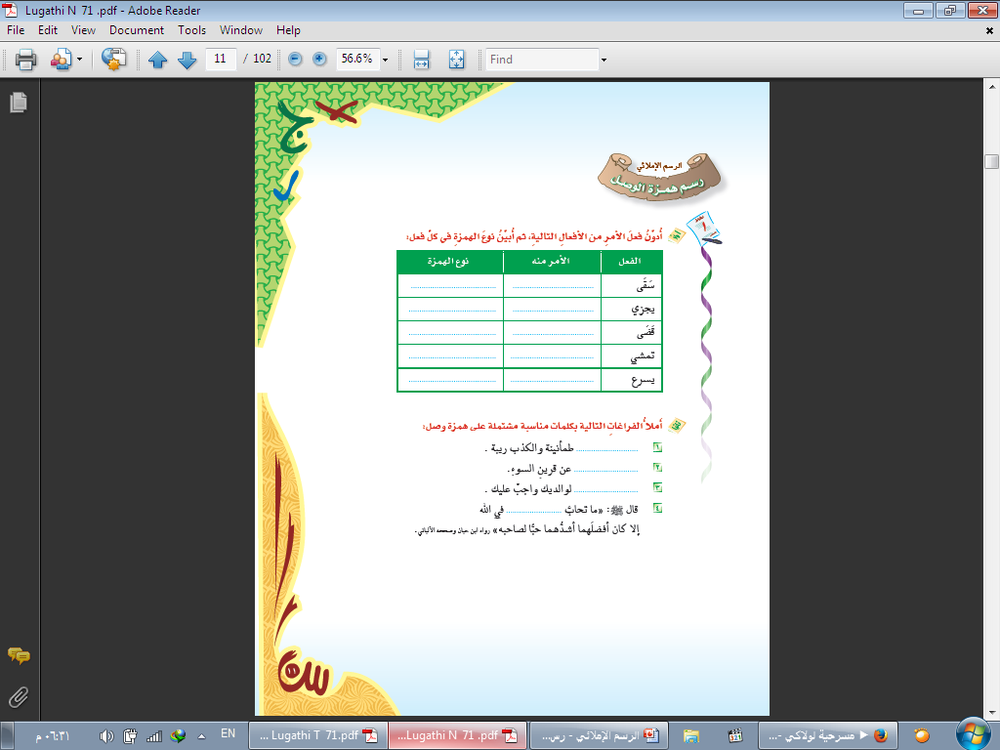 Lugathi N 71 .pdf - Adobe Reader
File Edit View Document Tools Window Help
11 / 102 56.6% Find
الرسم الإملائي
رسم همزة الوصل
أُدوِّنُ فعلَ الأمرِ من الأفعالِ التاليةِ، ثم أُبيِّنُ نوعَ الهمزةِ في كلِّ فعل:
الفعل الأمر منه نوع الهمزة
سَقَى
يجزي
قَضَى
تمشي
يسرع
أملأُ الفراغاتِ التالية بكلمات مناسبة مشتملة على همزة وصل:
١ .......................... طمأنينة والكذب ريبة .
٢ .......................... عن قرينِ السوءِ.
٣ .......................... لوالديك واجبٌ عليك .
٤ قال ﷺ: «ما تحابَّ .......................... في الله
إلا كان أفضلَهما أشدُّهما حبًّا لصاحبه» رواه ابن حبان وصححه الألباني.
١١
٠٦:٣١ م EN Lugathi T 71.pdf ... Lugathi N 71 .pdf ... الرسم الإملائي - رس... مسرحية لولاكي -...